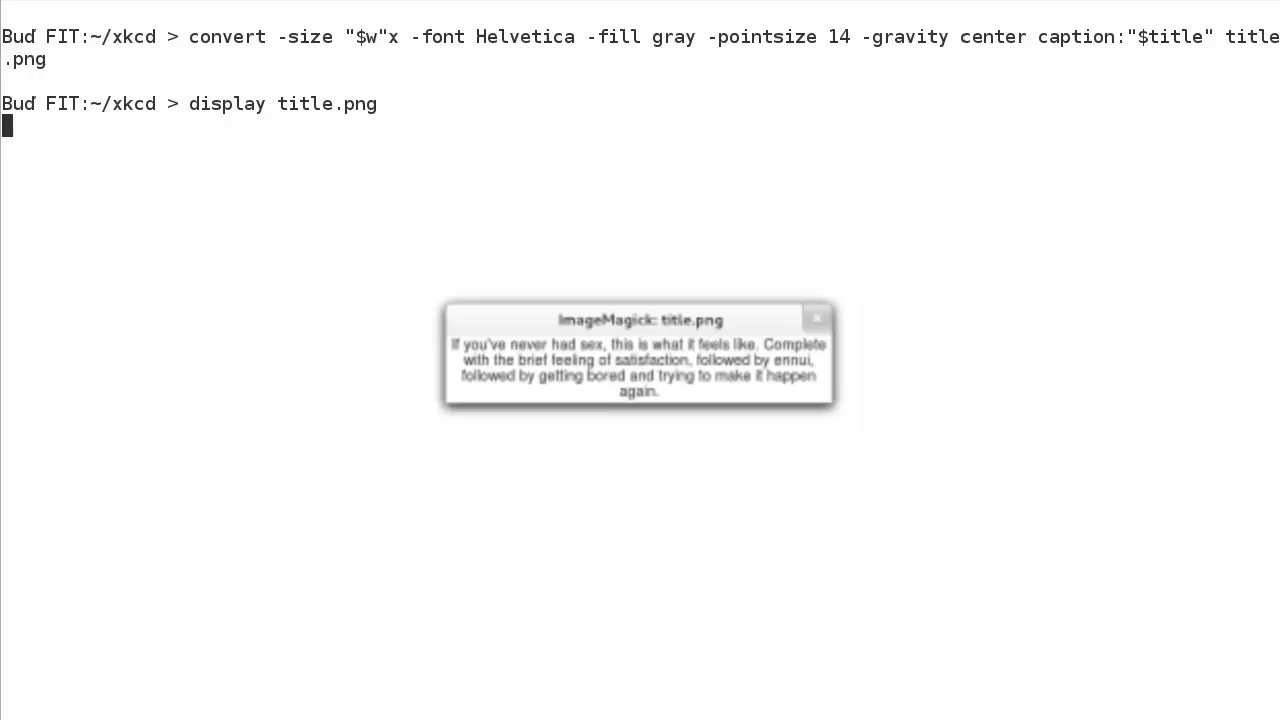 Buď FIT:~/xkcd > convert -size "$w"x -font Helvetica -fill gray -pointsize 14 -gravity center caption:"$title" title
.png
Buď FIT:~/xkcd > display title.png
ImageMagick: title.png
If you've never had sex, this is what it feels like. Complete
with the brief feeling of satisfaction, followed by ennui,
followed by getting bored and trying to make it happen
again.